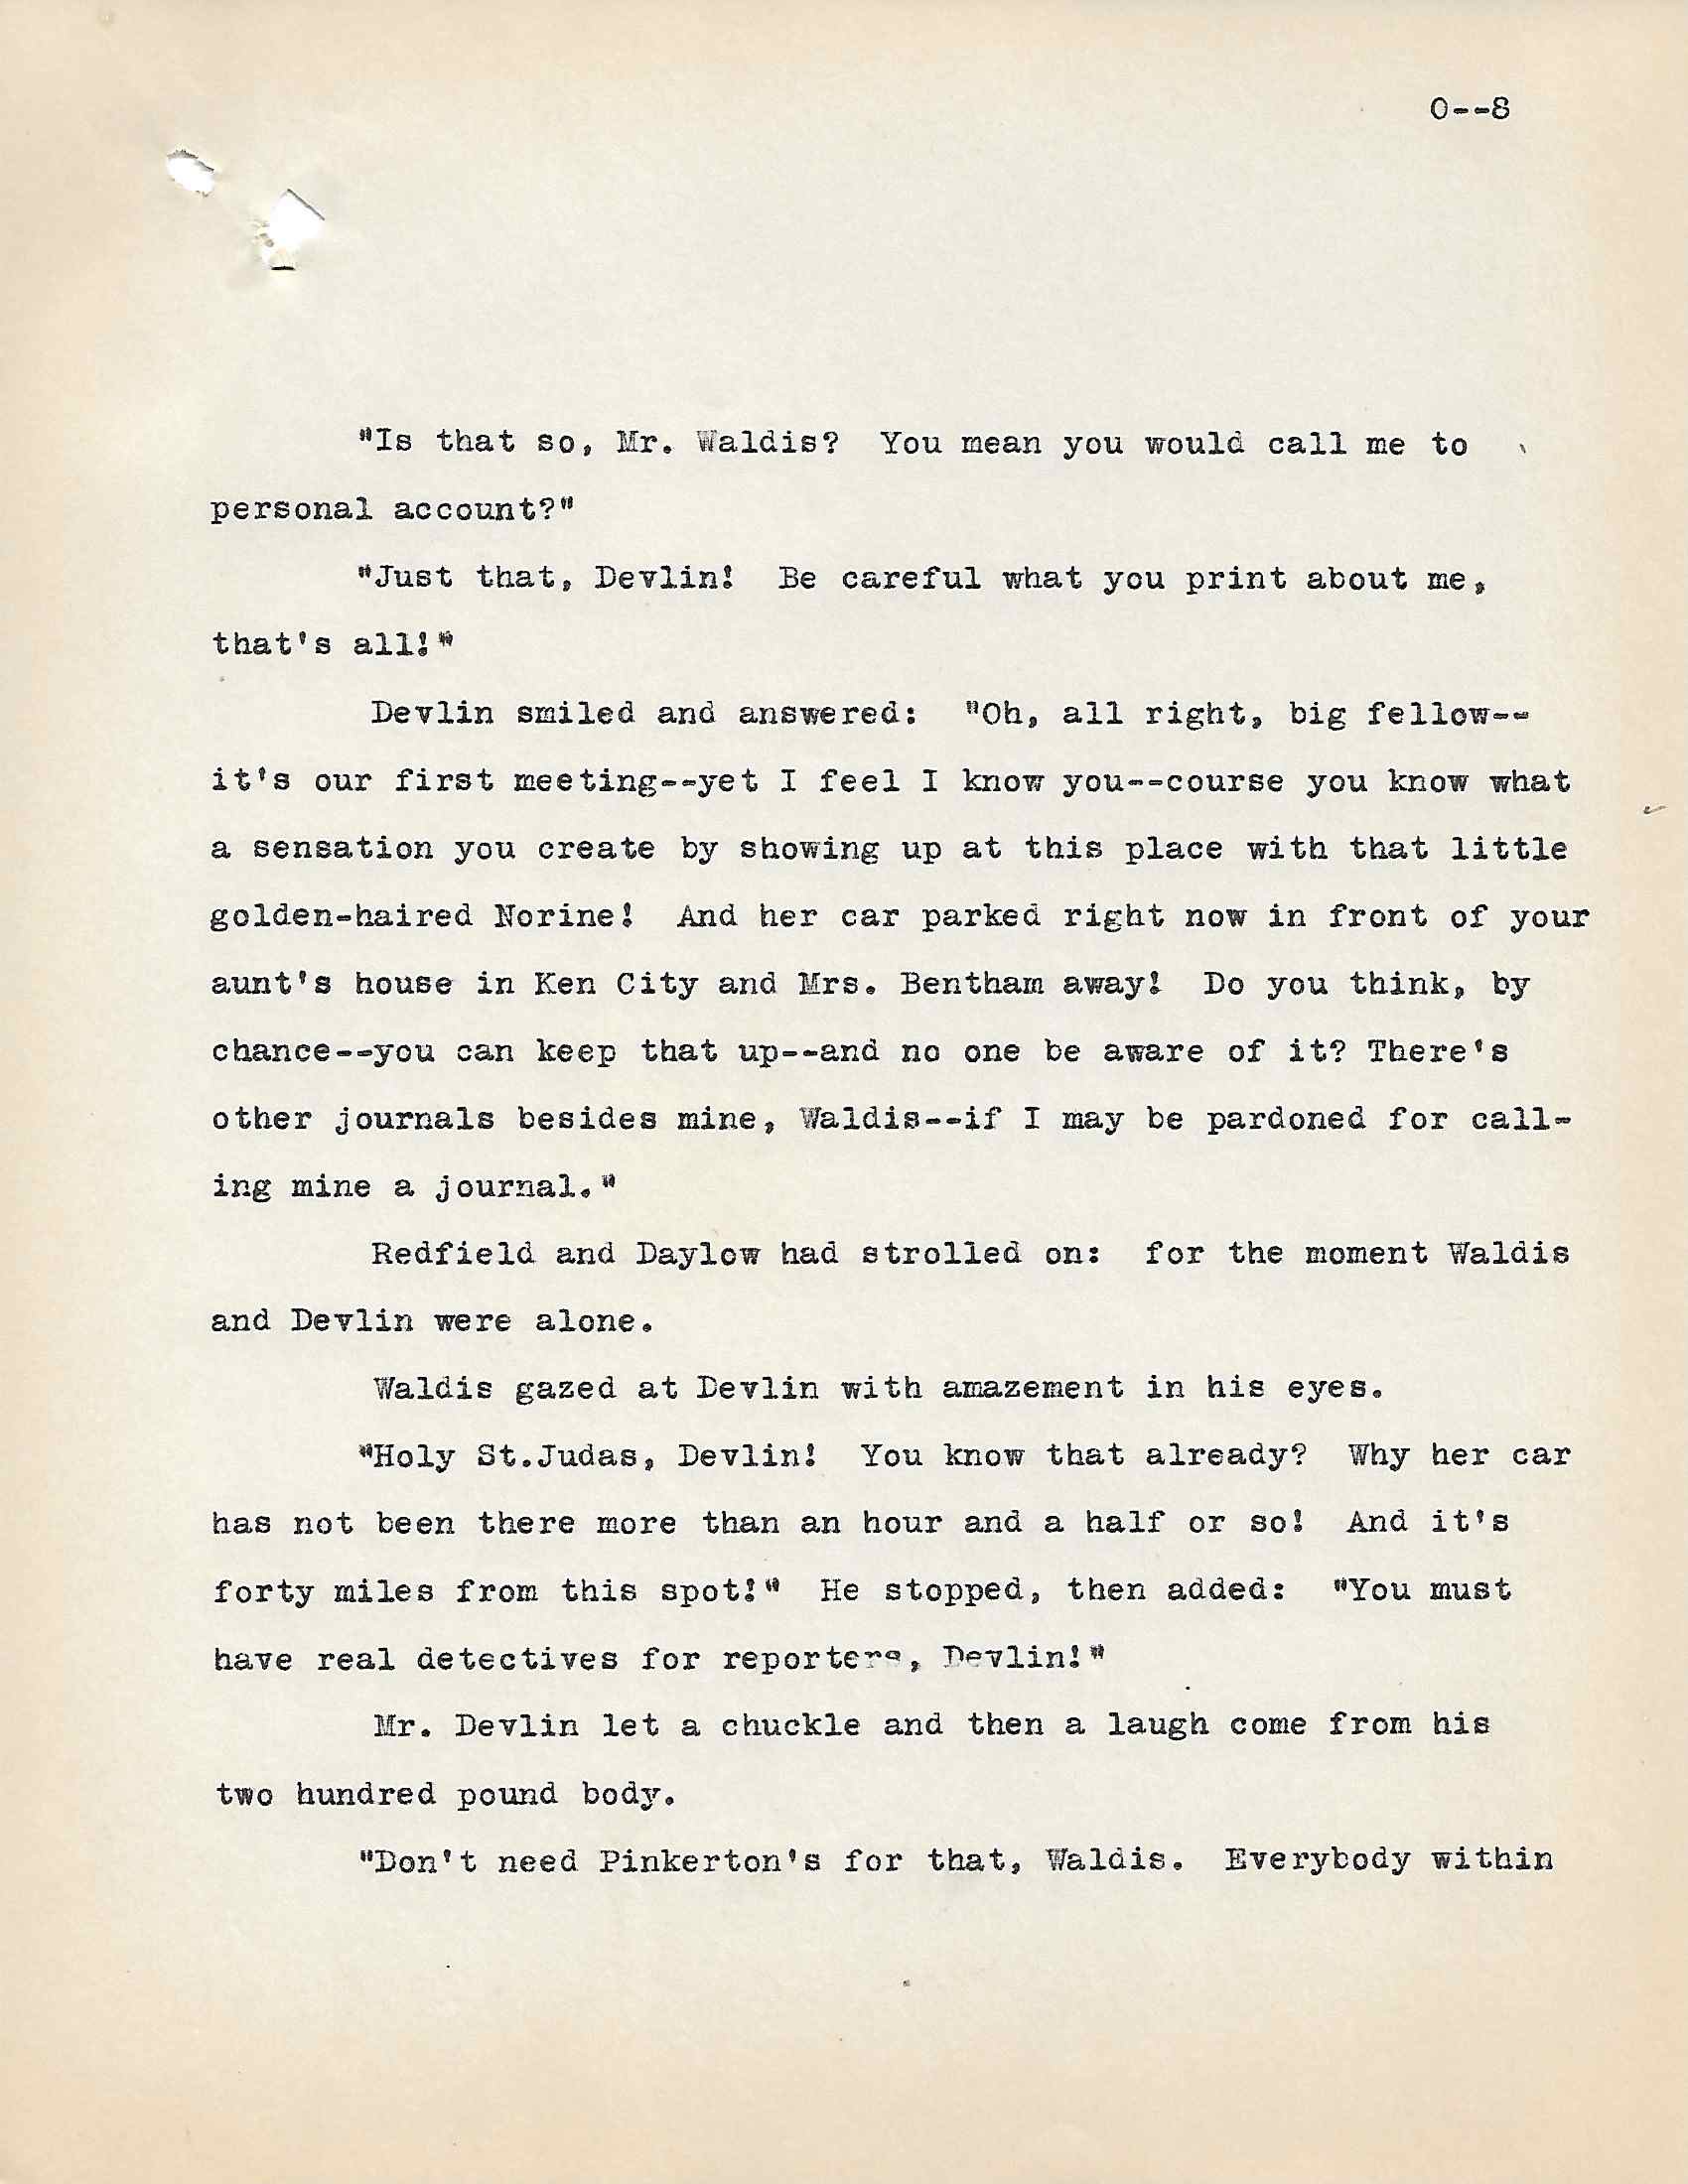 0--8
"Is that so, Mr. Waldis?  You mean you would call me to
personal account?"
"Just that, Devlin!  Be careful what you print about me,
that's all!"
Devlin smiled and answered:  "Oh, all right, big fellow--
it's our first meeting--yet I feel I know you--course you know what
a sensation you create by showing up at this place with that little
golden-haired Norine!  And her car parked right now in front of your
aunt's house in Ken City and Mrs. Bentham away!  Do you think, by
chance--you can keep that up--and no one be aware of it? There's
other journals besides mine, Waldis--if I may be pardoned for call-
ing mine a journal."
Redfield and Daylow had strolled on:  for the moment Waldis
and Devlin were alone.
Waldis gazed at Devlin with amazement in his eyes.
"Holy St.Judas, Devlin!  You know that already?  Why her car
has not been there more than an hour and a half or so!  And it's
forty miles from this spot!"  He stopped, then added:  "You must
have real detectives for reporters, Devlin!"
Mr. Devlin let a chuckle and then a laugh come from his
two hundred pound body.
"Don't need Pinkerton's for that, Waldis.  Everybody within